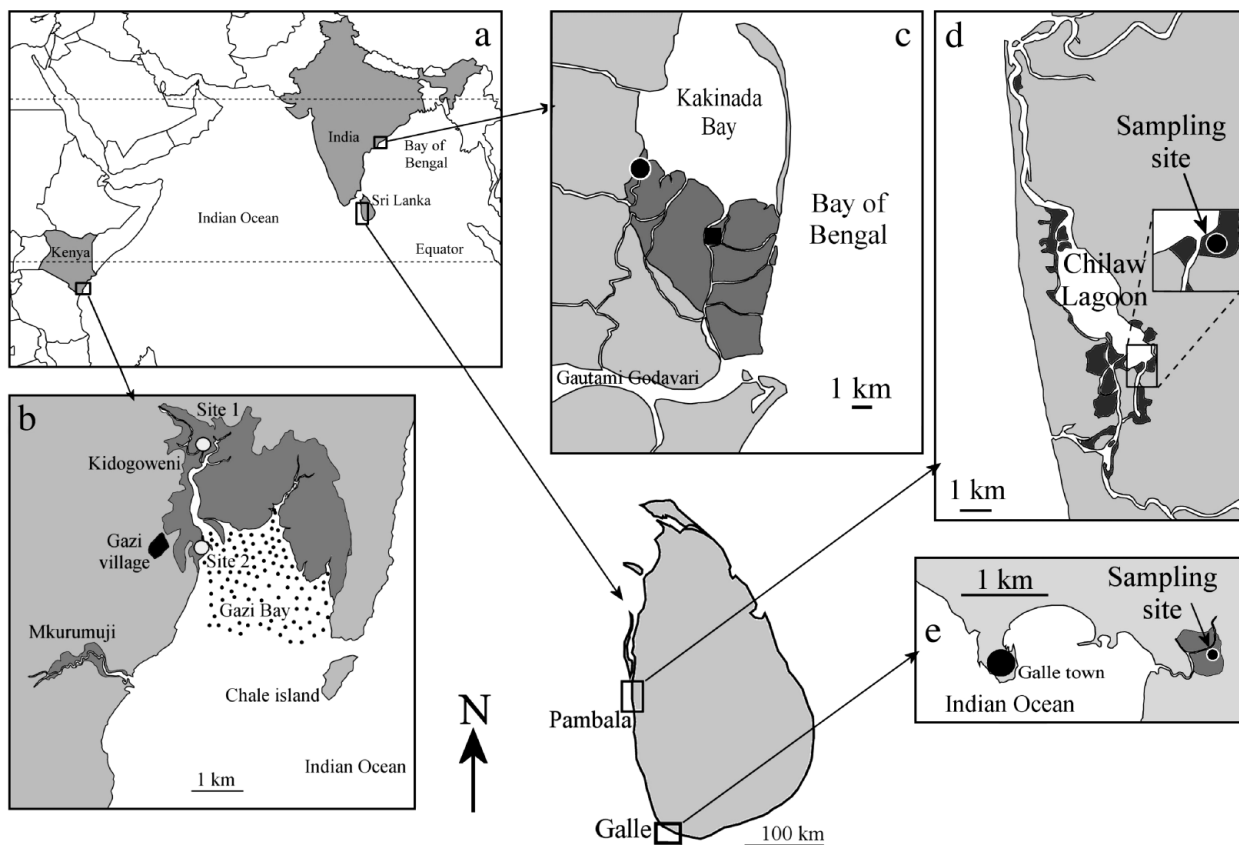 a
India
Bay of
Bengal
Sri Lanka
Indian Ocean
Equator
Kenya
b
Site 1
Kidogoweni
Gazi
village
Site 2
Gazi Bay
Mkurumuji
Chale island
1 km
Indian Ocean
N
c
Kakinada
Bay
Bay of
Bengal
Gautami Godavari
1 km
Pambala
Galle
100 km
d
Sampling
site
Chilaw
Lagoon
1 km
e
1 km
Sampling
site
Galle town
Indian Ocean